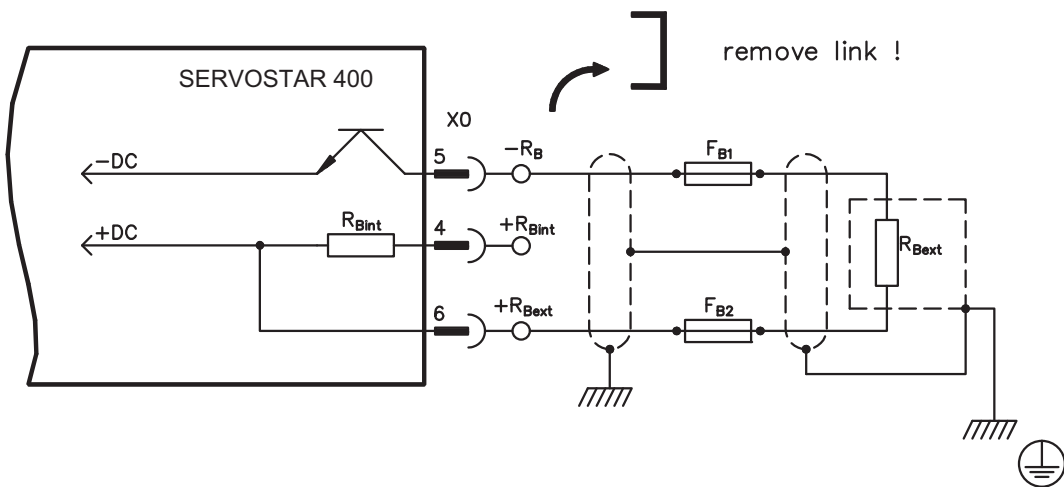 remove link !
SERVOSTAR 400
X0
-DC
5
-RB
FB1
+DC
RBint
4
+RBint
RBext
6
+RBext
FB2